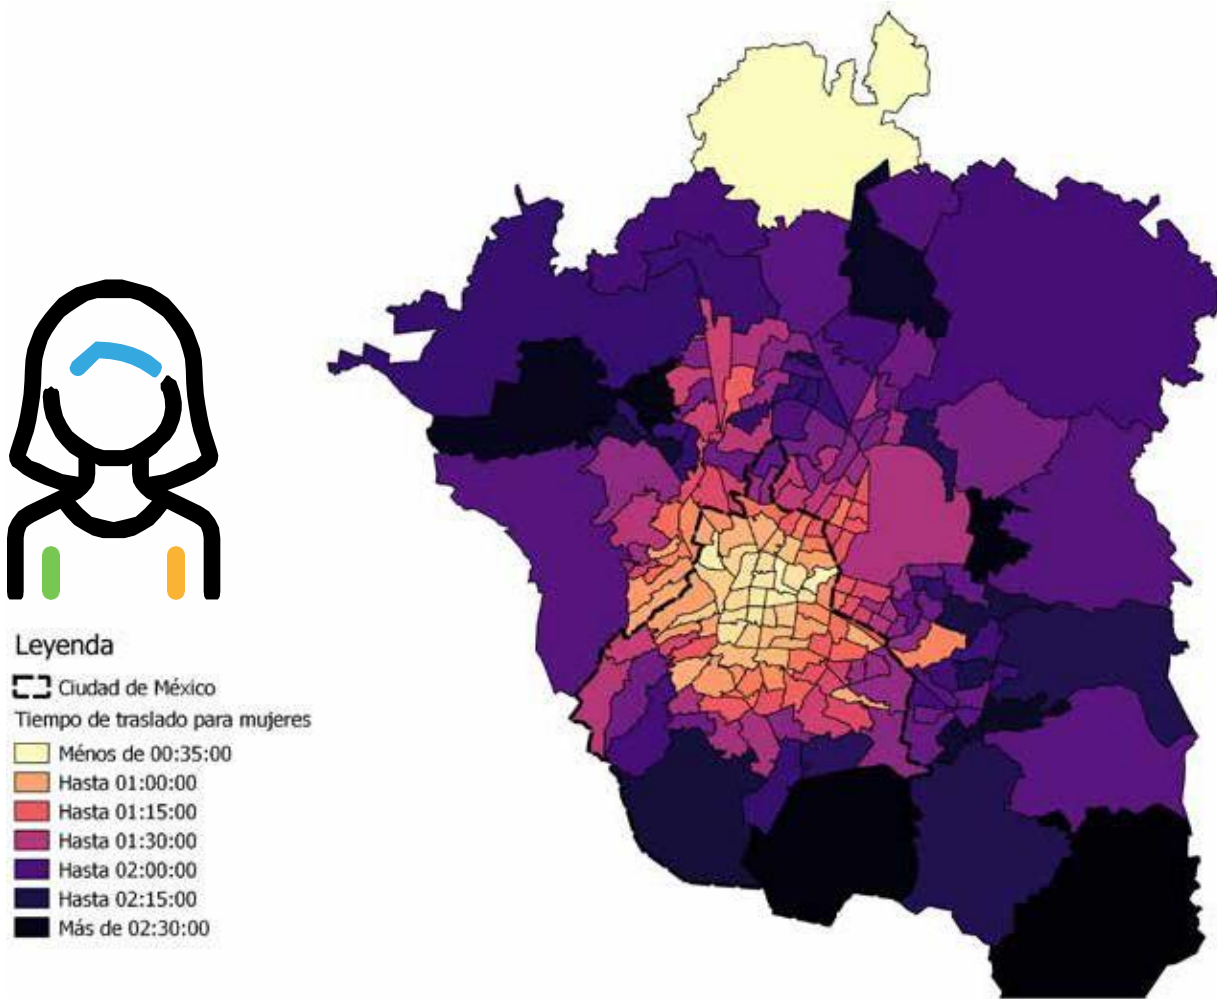 Leyenda
Ciudad de México
Tiempo de traslado para mujeres
Ménos de 00:35:00
Hasta 01:00:00
Hasta 01:15:00
Hasta 01:30:00
Hasta 02:00:00
Hasta 02:15:00
Más de 02:30:00